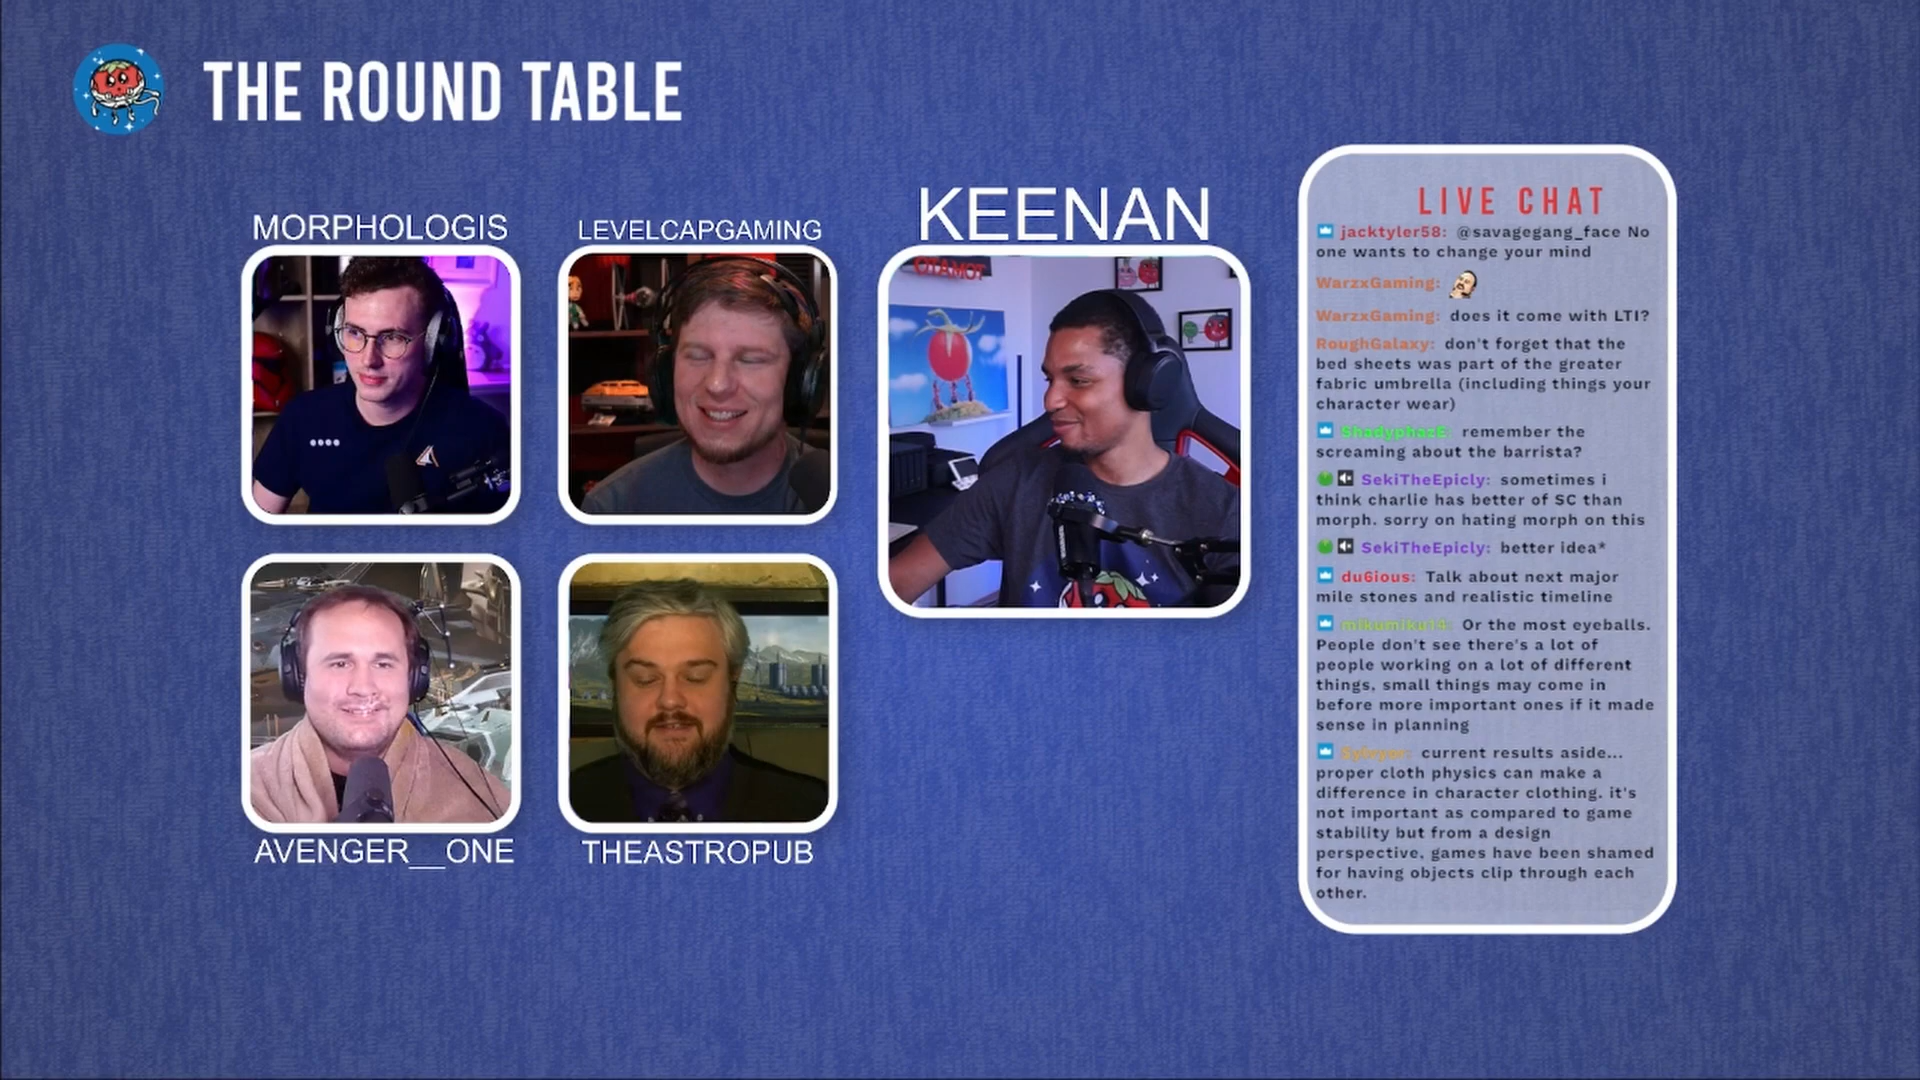 THE ROUND TABLE
MORPHOLOGIS
LEVELCAPGAMING
KEENAN
OTAMOT
AVENGER__ONE
THEASTROPUB
LIVE CHAT
jacktyler58: @savagegang_face No
one wants to change your mind
WarzxGaming:
WarzxGaming: does it come with LTI?
RoughGalaxy: don't forget that the
bed sheets was part of the greater
fabric umbrella (including things your
character wear)
ShadyphazE: remember the
screaming about the barrista?
SekiTheEpicly: sometimes i
think charlie has better of SC than
morph. sorry on hating morph on this
SekiTheEpicly: better idea*
du6ious: Talk about next major
mile stones and realistic timeline
mikumiku14: Or the most eyeballs.
People don't see there's a lot of
people working on a lot of different
things, small things may come in
before more important ones if it made
sense in planning
current results aside...
proper cloth physics can make a
difference in character clothing. it's
not important as compared to game
stability but from a design
perspective, games have been shamed
for having objects clip through each
other.